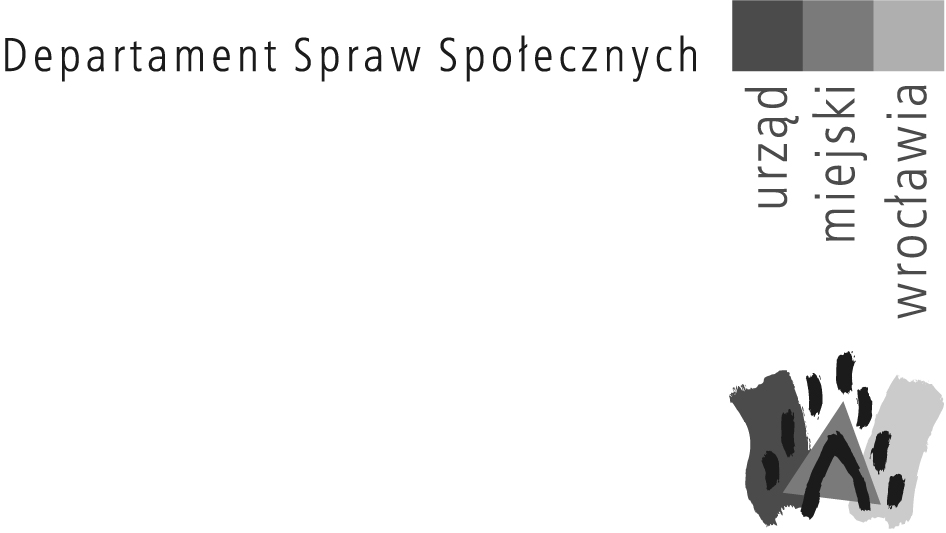 Departament Spraw Społecznych
urząd
miejski
wrocławia